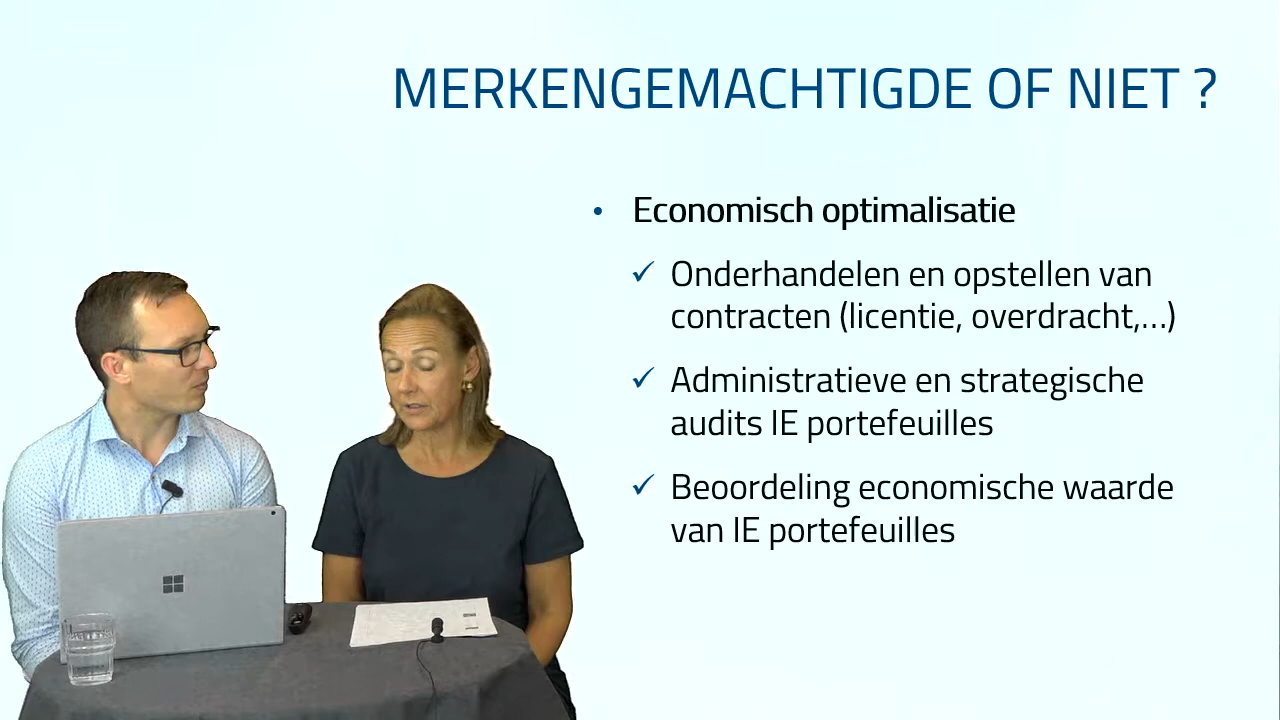 MERKENGEMACHTIGDE OF NIET ?
• Economisch optimalisatie
✓ Onderhandelen en opstellen van
contracten (licentie, overdracht,...)
✓ Administratieve en strategische
audits IE portefeuilles
✓ Beoordeling economische waarde
van IE portefeuilles